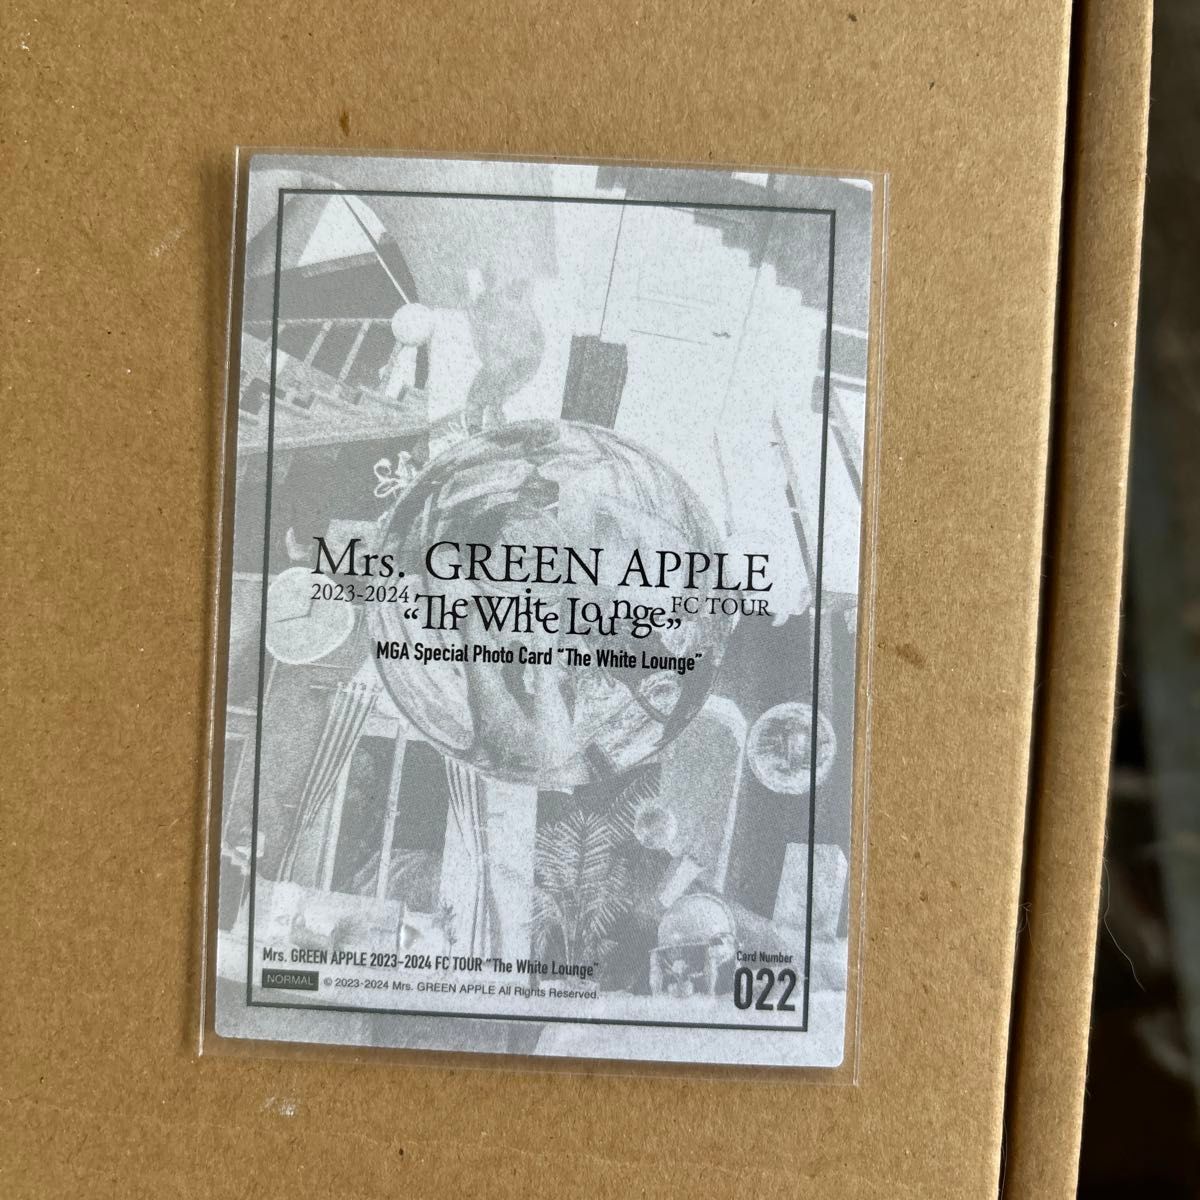 Mrs. GREEN APPLE
2023-2024 “The White Lounge” FC TOUR
MGA Special Photo Card “The White Lounge”
Mrs. GREEN APPLE 2023-2024 FC TOUR “The White Lounge”
NORMAL © 2023-2024 Mrs. GREEN APPLE All Rights Reserved.
Card Number
022